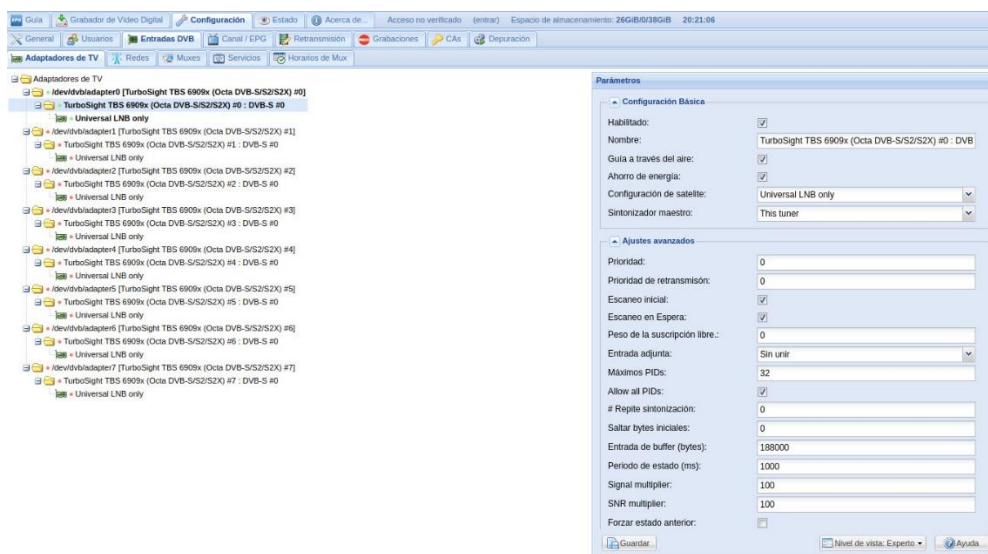 Guía Grabador de Vídeo Digital Configuración Estado Acerca de... Acceso no verificado (entrar) Espacio de almacenamiento: 26GiB/0/38GiB 20:21:06
General Usuarios Entradas DVB Canal / EPG Retransmisión Grabaciones CAs Depuración
Adaptadores de TV Redes Muxes Servicios Horarios de Mux
Adaptadores de TV
/dev/dvb/adapter0 [TurboSight TBS 6909x (Octa DVB-S/S2/S2X) #0]
TurboSight TBS 6909x (Octa DVB-S/S2/S2X) #0 : DVB-S #0
Universal LNB only
/dev/dvb/adapter1 [TurboSight TBS 6909x (Octa DVB-S/S2/S2X) #1]
TurboSight TBS 6909x (Octa DVB-S/S2/S2X) #1 : DVB-S #0
Universal LNB only
/dev/dvb/adapter2 [TurboSight TBS 6909x (Octa DVB-S/S2/S2X) #2]
TurboSight TBS 6909x (Octa DVB-S/S2/S2X) #2 : DVB-S #0
Universal LNB only
/dev/dvb/adapter3 [TurboSight TBS 6909x (Octa DVB-S/S2/S2X) #3]
TurboSight TBS 6909x (Octa DVB-S/S2/S2X) #3 : DVB-S #0
Universal LNB only
/dev/dvb/adapter4 [TurboSight TBS 6909x (Octa DVB-S/S2/S2X) #4]
TurboSight TBS 6909x (Octa DVB-S/S2/S2X) #4 : DVB-S #0
Universal LNB only
/dev/dvb/adapter5 [TurboSight TBS 6909x (Octa DVB-S/S2/S2X) #5]
TurboSight TBS 6909x (Octa DVB-S/S2/S2X) #5 : DVB-S #0
Universal LNB only
/dev/dvb/adapter6 [TurboSight TBS 6909x (Octa DVB-S/S2/S2X) #6]
TurboSight TBS 6909x (Octa DVB-S/S2/S2X) #6 : DVB-S #0
Universal LNB only
/dev/dvb/adapter7 [TurboSight TBS 6909x (Octa DVB-S/S2/S2X) #7]
TurboSight TBS 6909x (Octa DVB-S/S2/S2X) #7 : DVB-S #0
Universal LNB only
Parámetros
Configuración Básica
Habilitado:
Nombre: TurboSight TBS 6909x (Octa DVB-S/S2/S2X) #0 : DVB
Guía a través del aire:
Ahorro de energía:
Configuración de satelite: Universal LNB only
Sintonizador maestro: This tuner
Ajustes avanzados
Prioridad: 0
Prioridad de retransmisón: 0
Escaneo inicial:
Escaneo en Espera:
Peso de la suscripción libre.: 0
Entrada adjunta: Sin unir
Máximos PIDs: 32
Allow all PIDs:
# Repite sintonización: 0
Saltar bytes iniciales: 0
Entrada de buffer (bytes): 188000
Periodo de estado (ms): 1000
Signal multiplier: 100
SNR multiplier: 100
Forzar estado anterior:
Guardar Nivel de vista: Experto Ayuda